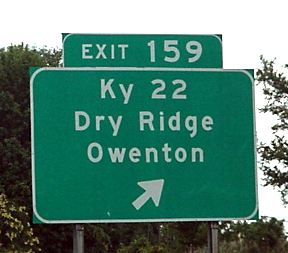 EXIT 159
Ky 22
Dry Ridge
Owenton